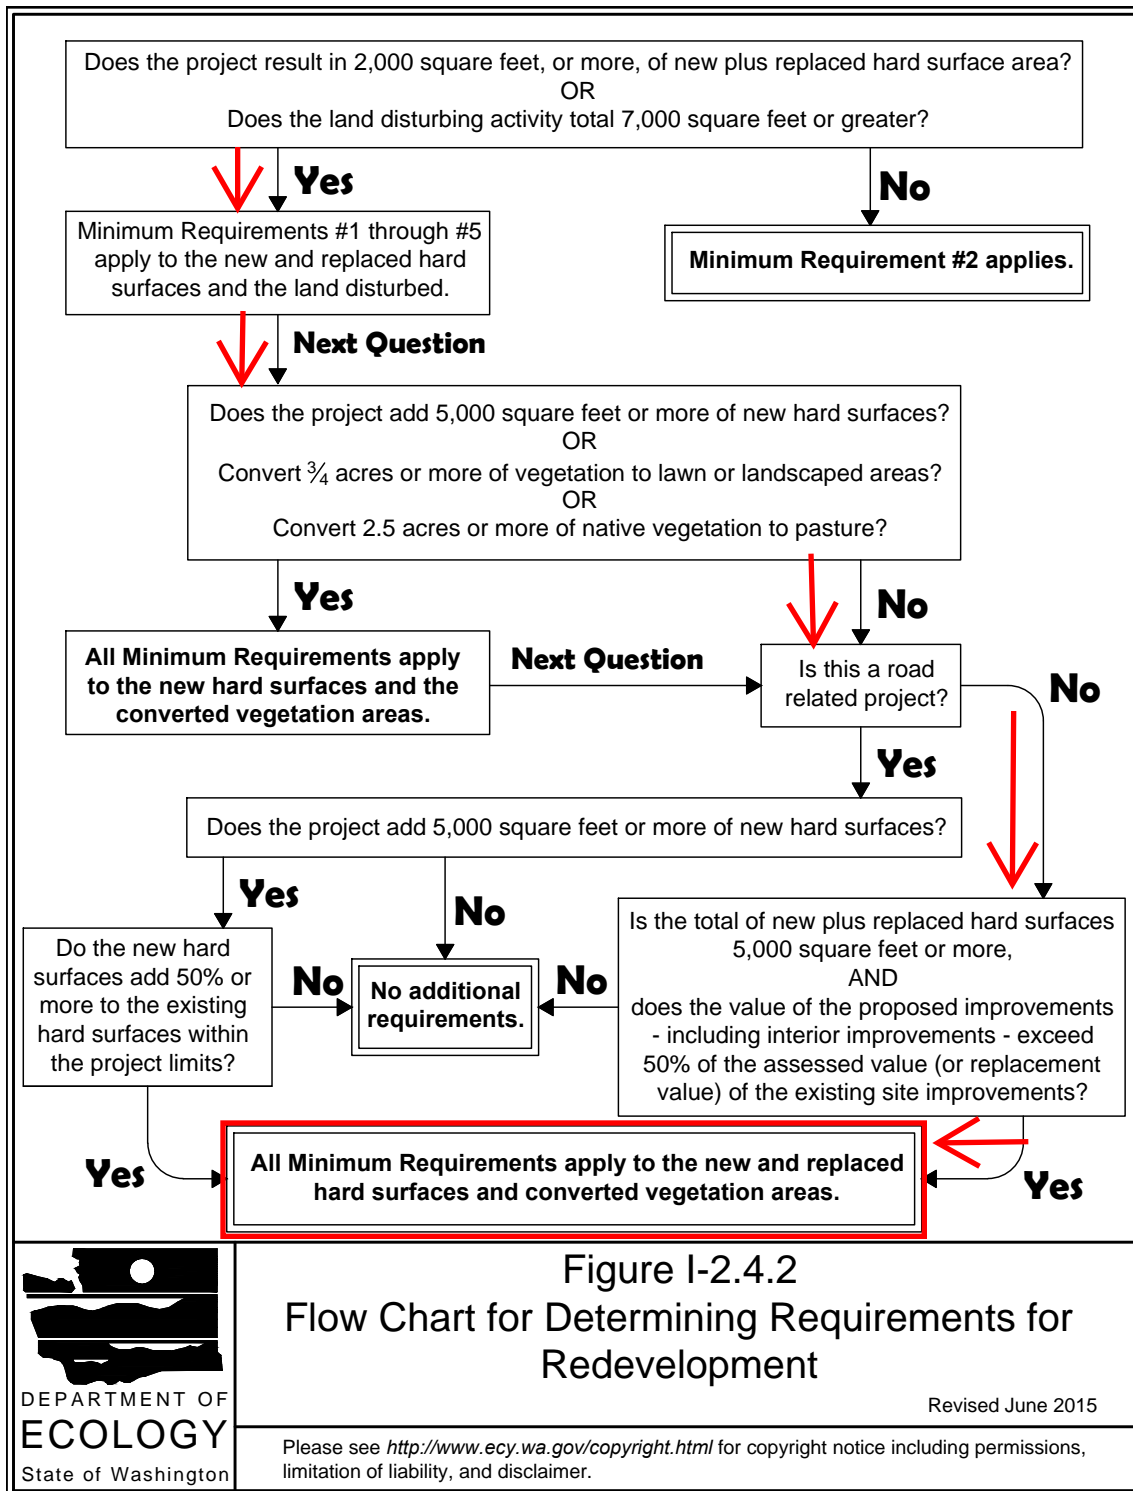 Does the project result in 2,000 square feet, or more, of new plus replaced hard surface area?
OR
Does the land disturbing activity total 7,000 square feet or greater?
Yes
No
Minimum Requirements #1 through #5
apply to the new and replaced hard
surfaces and the land disturbed.
Minimum Requirement #2 applies.
Next Question
Does the project add 5,000 square feet or more of new hard surfaces?
OR
Convert ¾ acres or more of vegetation to lawn or landscaped areas?
OR
Convert 2.5 acres or more of native vegetation to pasture?
Yes
No
All Minimum Requirements apply
to the new hard surfaces and the
converted vegetation areas.
Next Question
Is this a road
related project?
No
Yes
Does the project add 5,000 square feet or more of new hard surfaces?
Yes
No
Do the new hard
surfaces add 50% or
more to the existing
hard surfaces within
the project limits?
No
No additional
requirements.
No
Is the total of new plus replaced hard surfaces
5,000 square feet or more,
AND
does the value of the proposed improvements
- including interior improvements - exceed
50% of the assessed value (or replacement
value) of the existing site improvements?
Yes
All Minimum Requirements apply to the new and replaced
hard surfaces and converted vegetation areas.
Yes
DEPARTMENT OF
ECOLOGY
State of Washington
Figure I-2.4.2
Flow Chart for Determining Requirements for
Redevelopment
Revised June 2015
Please see http://www.ecy.wa.gov/copyright.html for copyright notice including permissions,
limitation of liability, and disclaimer.